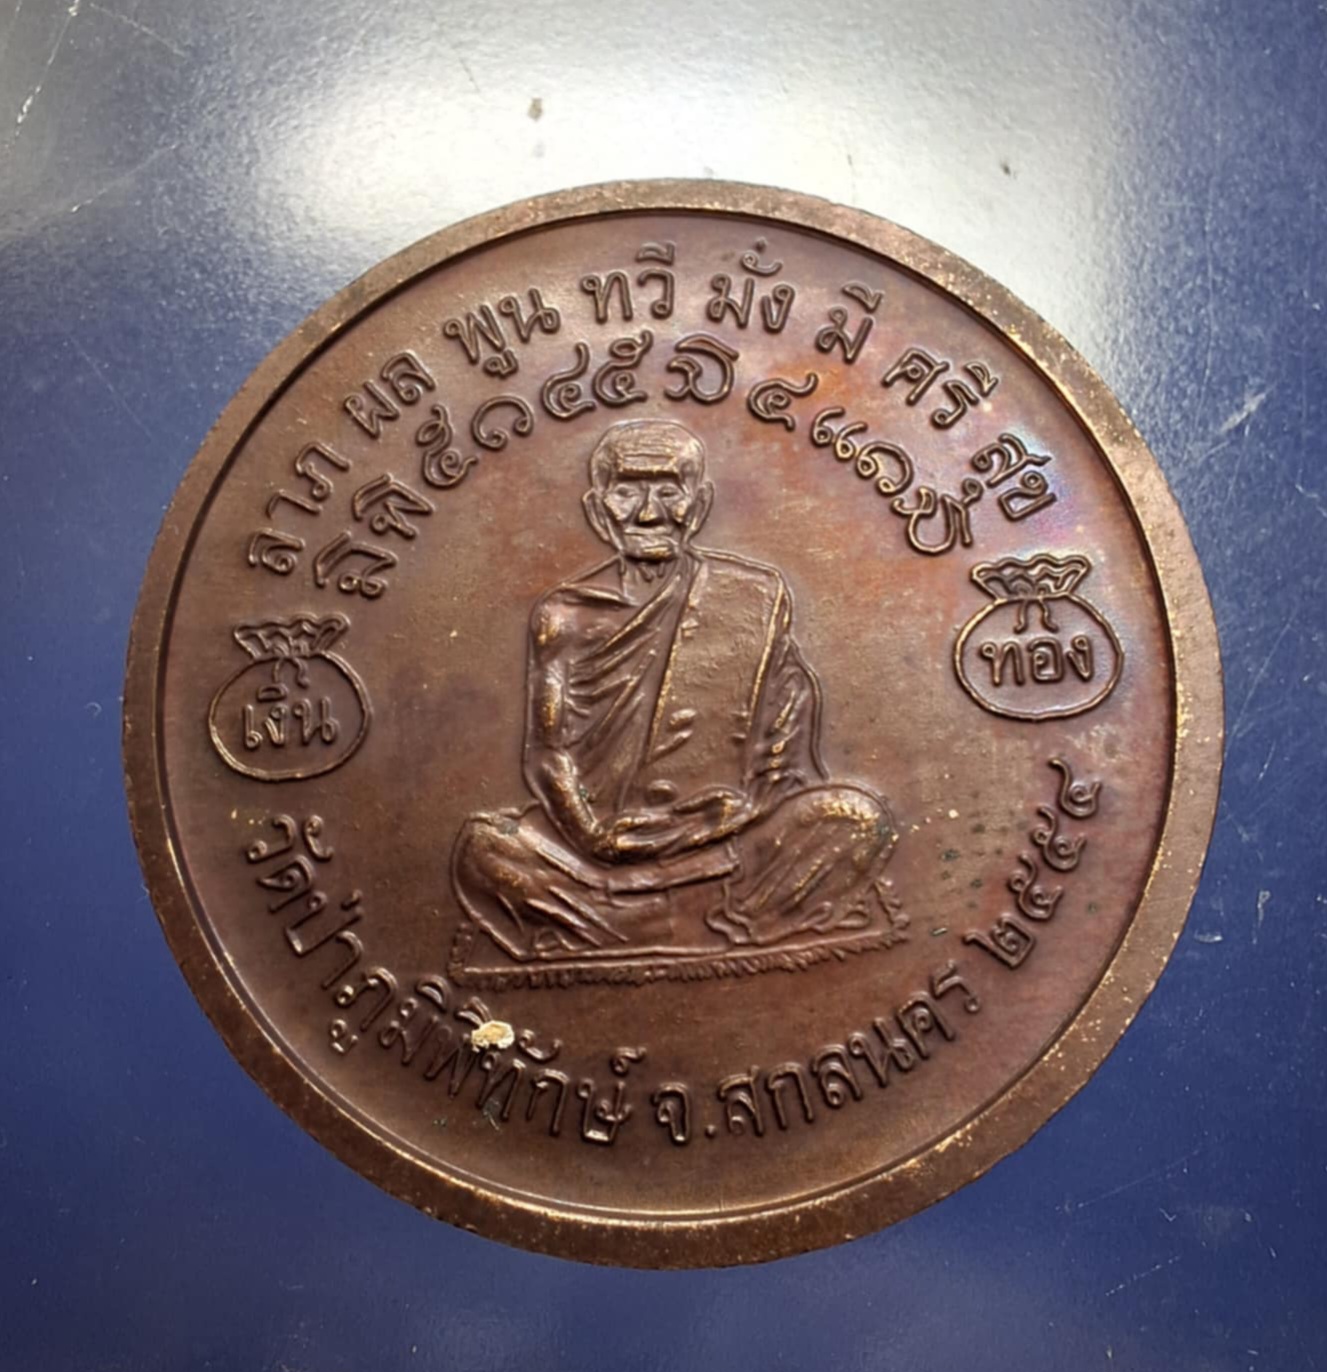 ลาภ ผล พูน ทวี มั่ง มี ศรี สุข
เงิน
ทอง
วัดป่าภูมิพิทักษ์ จ.สกลนคร ๒๕๕๔